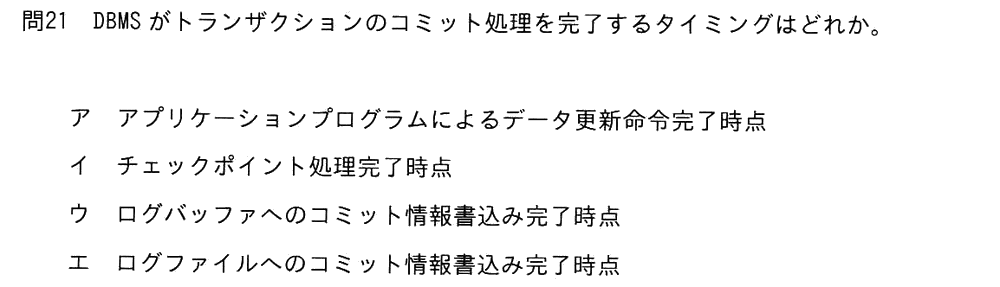 問21 DBMS がトランザクションのコミット処理を完了するタイミングはどれか。
ア アプリケーションプログラムによるデータ更新命令完了時点
イ チェックポイント処理完了時点
ウ ログバッファへのコミット情報書込み完了時点
エ ログファイルへのコミット情報書込み完了時点